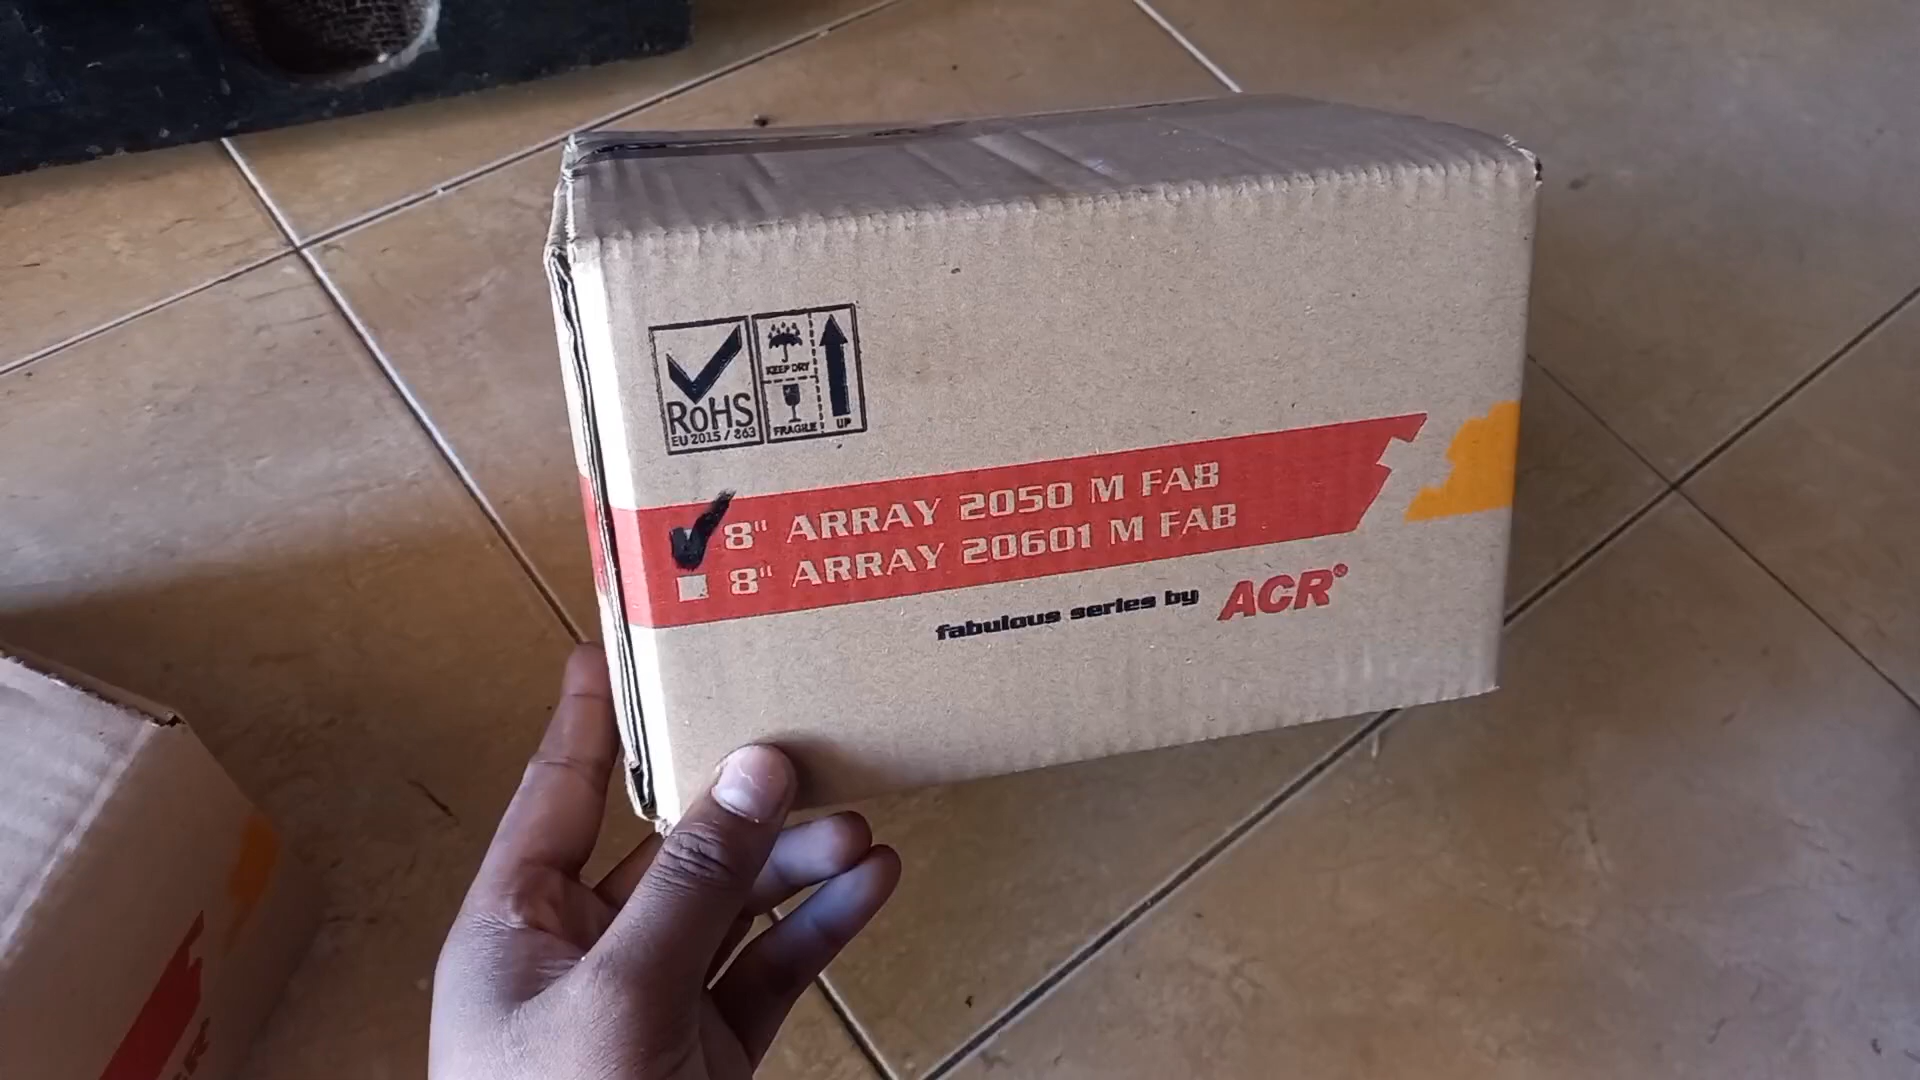 RoHS
EU 2015 / 863
KEEP DRY
FRAGILE
UP
8" ARRAY 2050 M FAB
8" ARRAY 20601 M FAB
fabulous series by ACR®